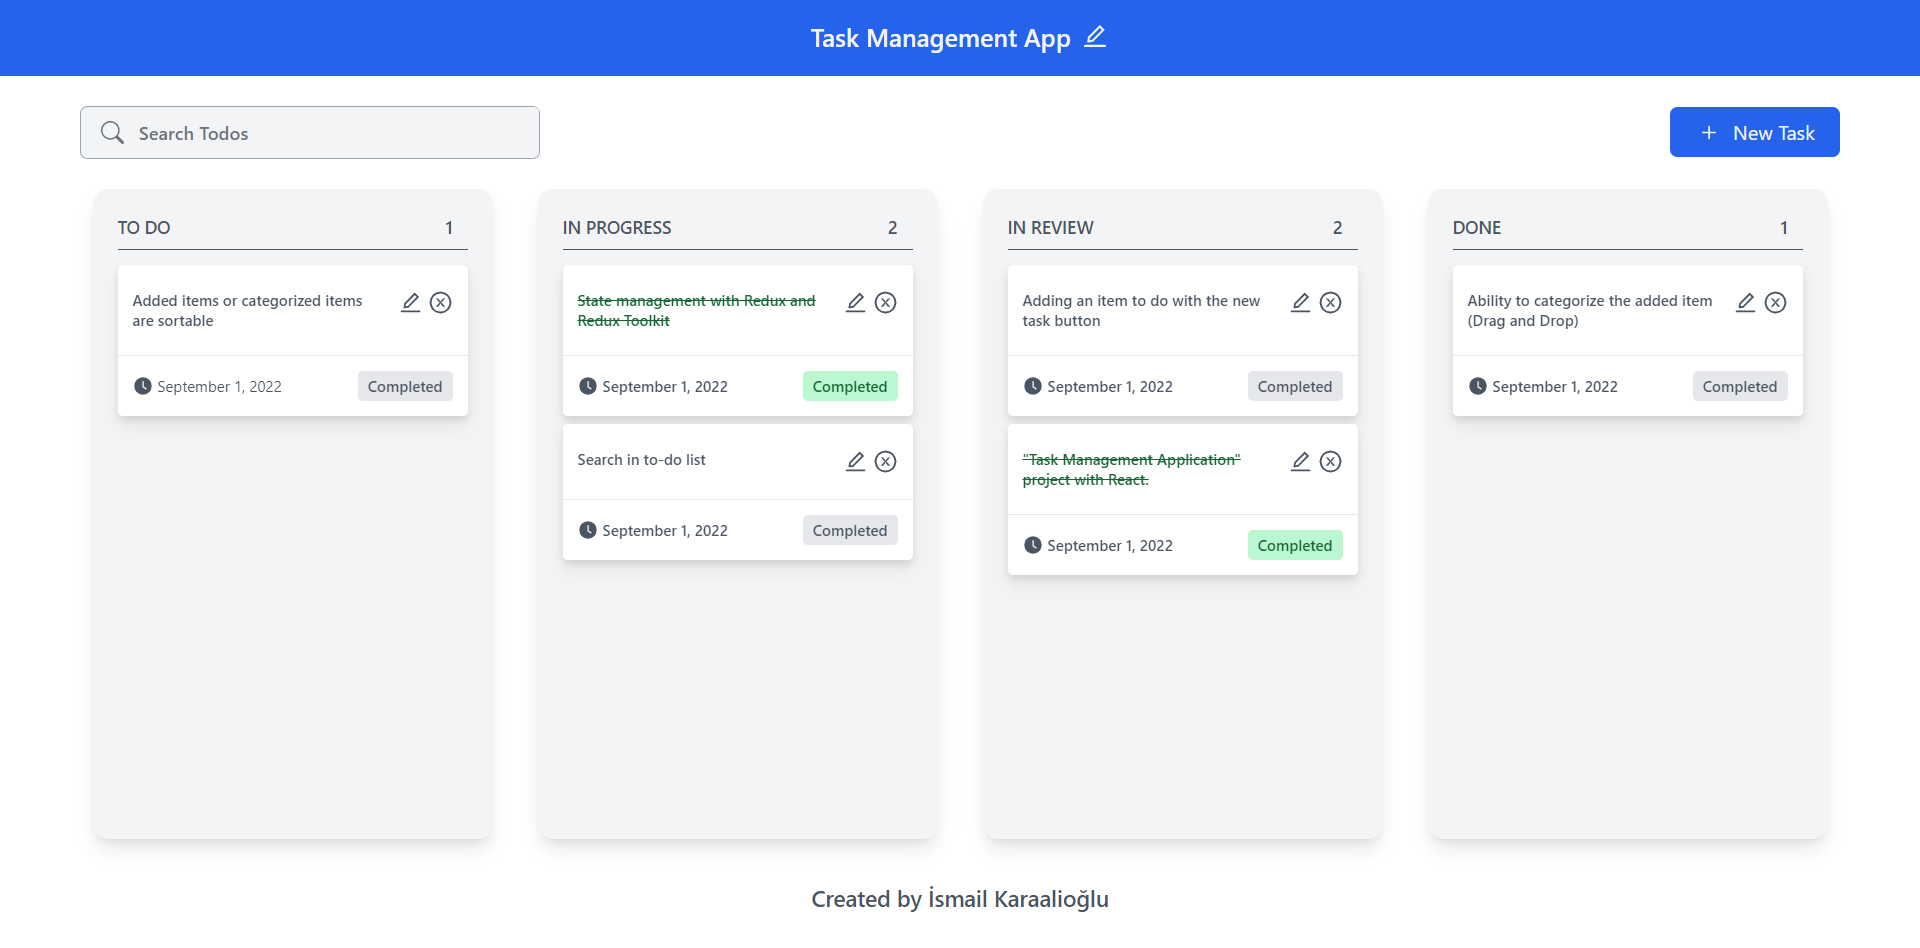 Task Management App
Search Todos
New Task
TO DO 1
Added items or categorized items
are sortable
September 1, 2022 Completed
IN PROGRESS 2
State management with Redux and
Redux Toolkit
September 1, 2022 Completed
Search in to-do list
September 1, 2022 Completed
IN REVIEW 2
Adding an item to do with the new
task button
September 1, 2022 Completed
"Task Management Application"
project with React.
September 1, 2022 Completed
DONE 1
Ability to categorize the added item
(Drag and Drop)
September 1, 2022 Completed
Created by İsmail Karaalioğlu